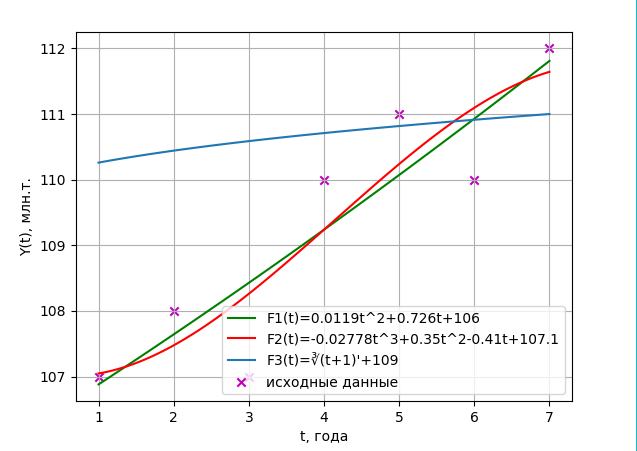 112
111
110
109
108
107
Y(t), млн.т.
F1(t)=0.0119t^2+0.726t+106
F2(t)=-0.02778t^3+0.35t^2-0.41t+107.1
F3(t)=∛(t+1)'+109
исходные данные
1 2 3 4 5 6 7
t, года